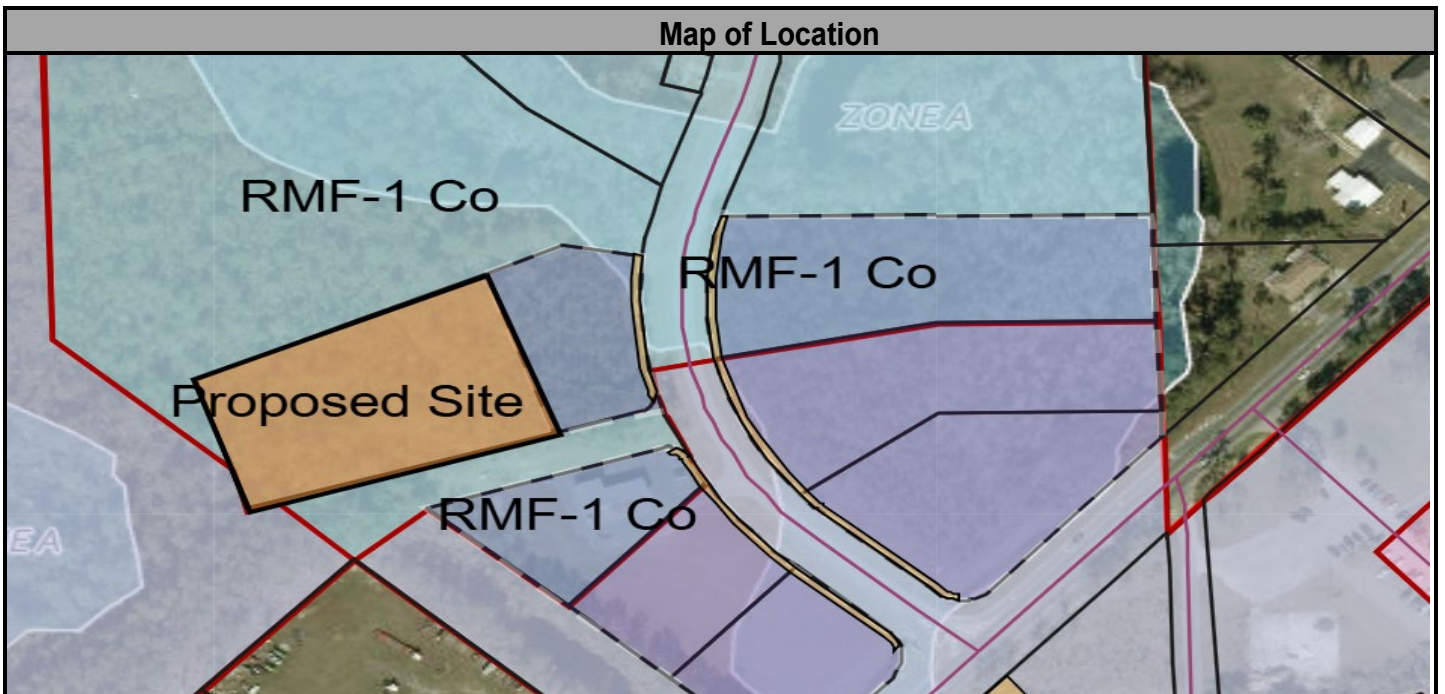 Map of Location
ZONE A
RMF-1 Co
RMF-1 Co
Proposed Site
RMF-1 Co
E A